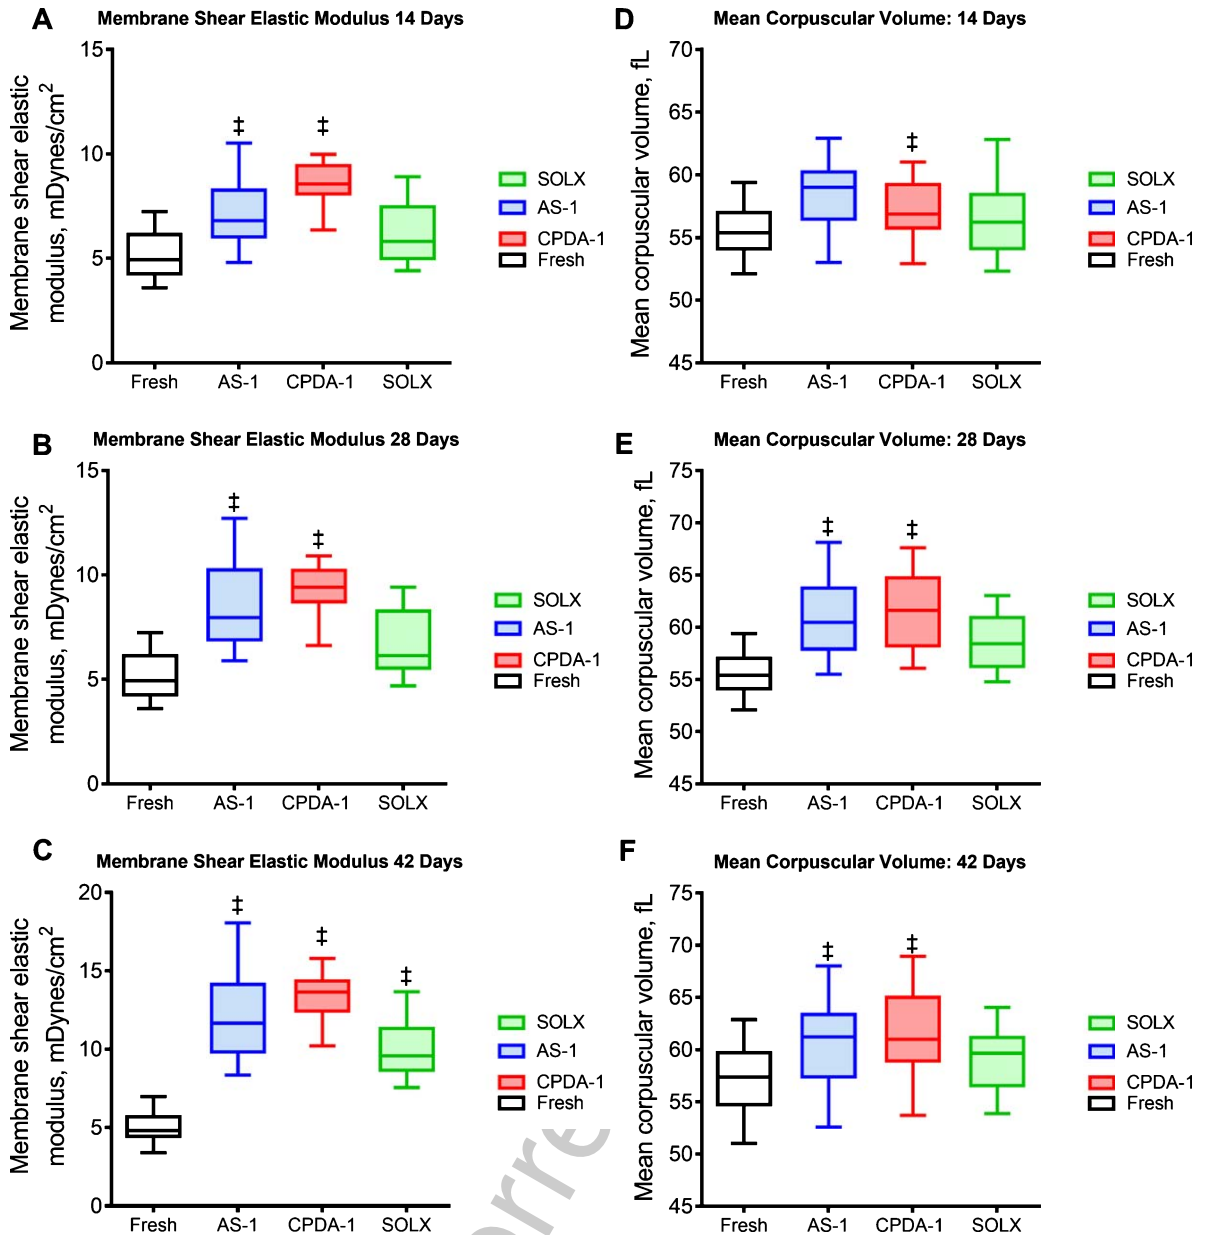 A
Membrane Shear Elastic Modulus 14 Days
Membrane shear elastic
modulus, mDynes/cm²
15
10
5
0
‡
‡
Fresh
AS-1
CPDA-1
SOLX
SOLX
AS-1
CPDA-1
Fresh
D
Mean Corpuscular Volume: 14 Days
Mean corpuscular volume, fL
70
65
60
55
50
45
‡
Fresh
AS-1
CPDA-1
SOLX
SOLX
AS-1
CPDA-1
Fresh
B
Membrane Shear Elastic Modulus 28 Days
Membrane shear elastic
modulus, mDynes/cm²
15
10
5
0
‡
‡
Fresh
AS-1
CPDA-1
SOLX
SOLX
AS-1
CPDA-1
Fresh
E
Mean Corpuscular Volume: 28 Days
Mean corpuscular volume, fL
75
70
65
60
55
50
45
‡
‡
Fresh
AS-1
CPDA-1
SOLX
SOLX
AS-1
CPDA-1
Fresh
C
Membrane Shear Elastic Modulus 42 Days
Membrane shear elastic
modulus, mDynes/cm²
20
15
10
5
0
‡
‡
‡
Fresh
AS-1
CPDA-1
SOLX
SOLX
AS-1
CPDA-1
Fresh
F
Mean Corpuscular Volume: 42 Days
Mean corpuscular volume, fL
75
70
65
60
55
50
45
‡
‡
Fresh
AS-1
CPDA-1
SOLX
SOLX
AS-1
CPDA-1
Fresh